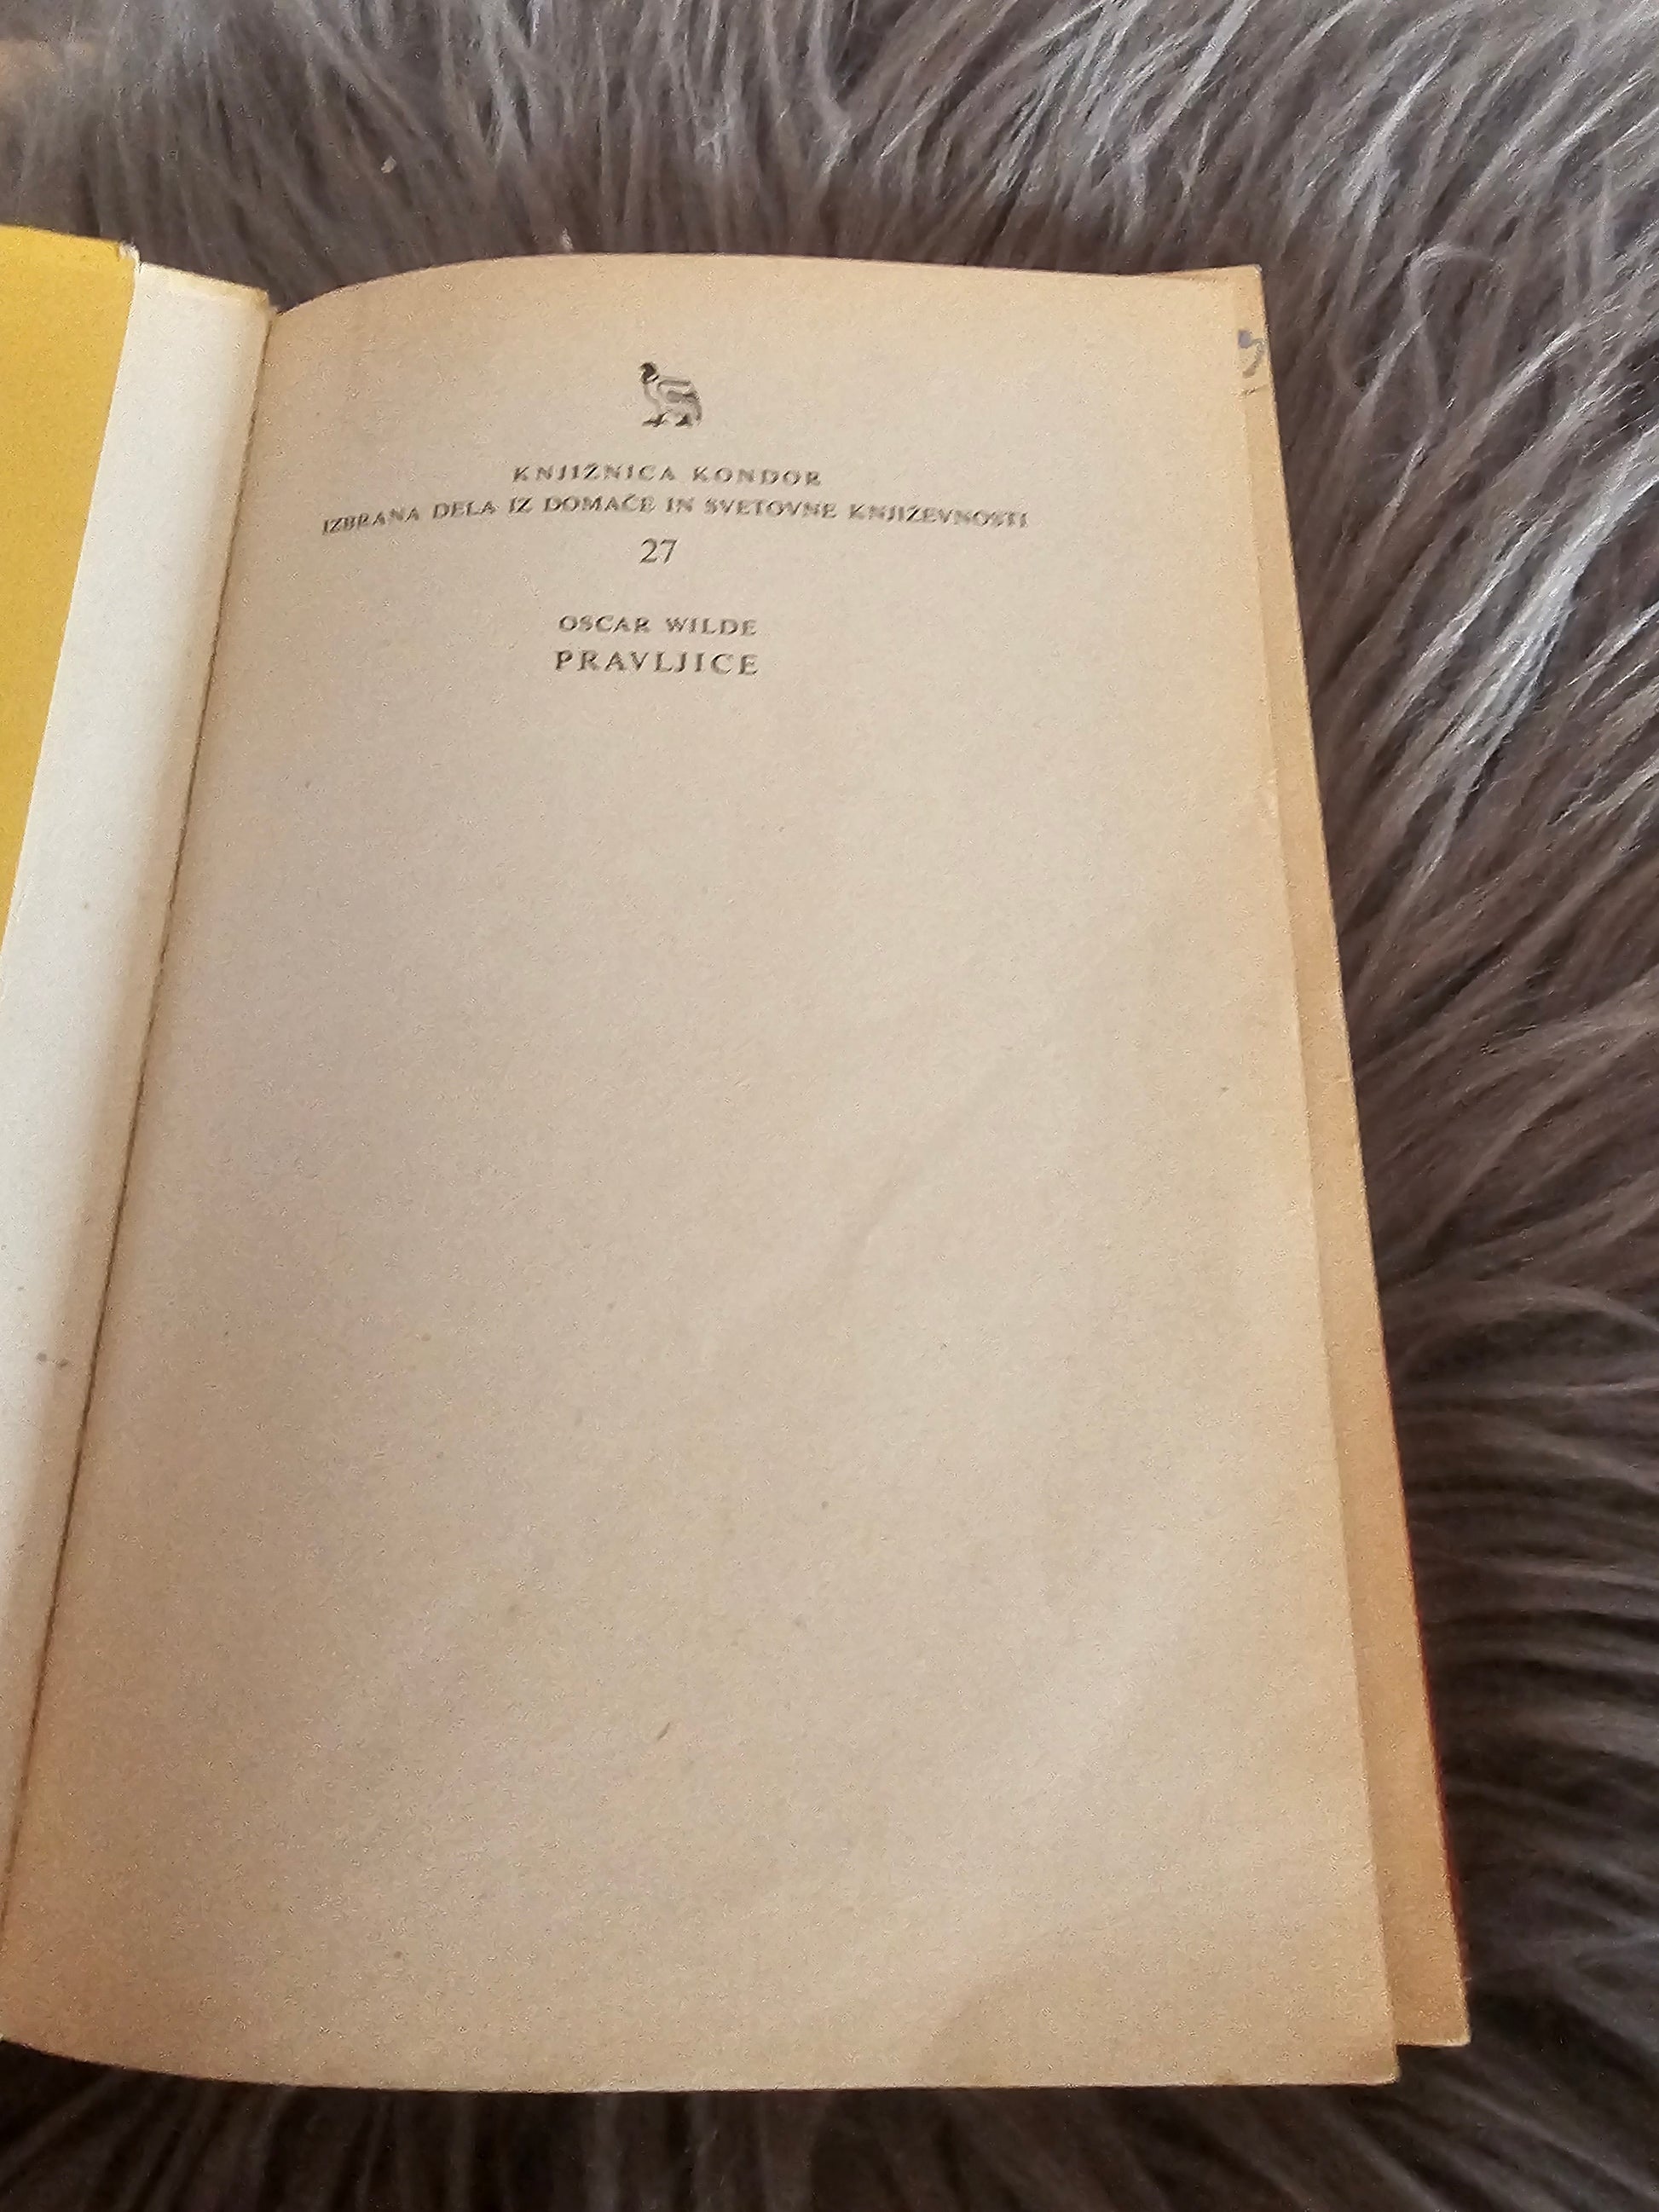 KNJIŽNICA KONDOR
IZBRANA DELA IZ DOMAČE IN SVETOVNE KNJIŽEVNOSTI
27
OSCAR WILDE
PRAVLJICE